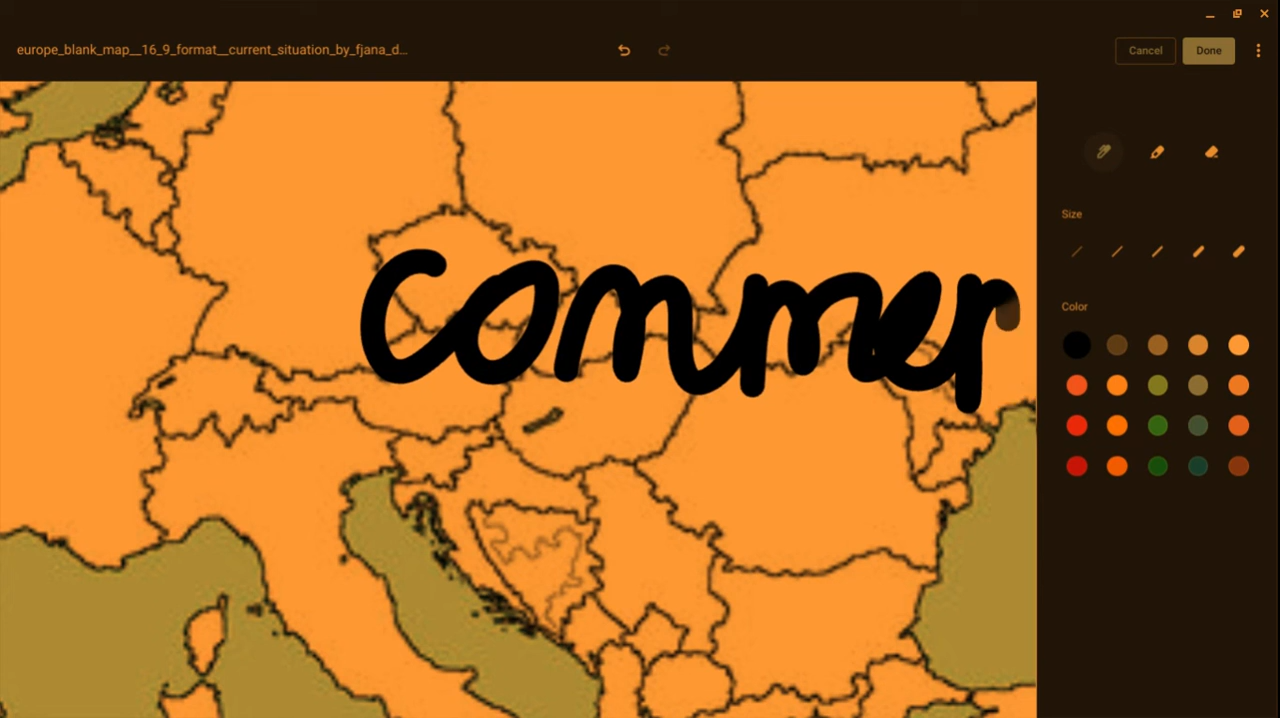 europe_blank_map__16_9_format__current_situation_by_fjana_d...
Cancel
Done
Size
Color
commer